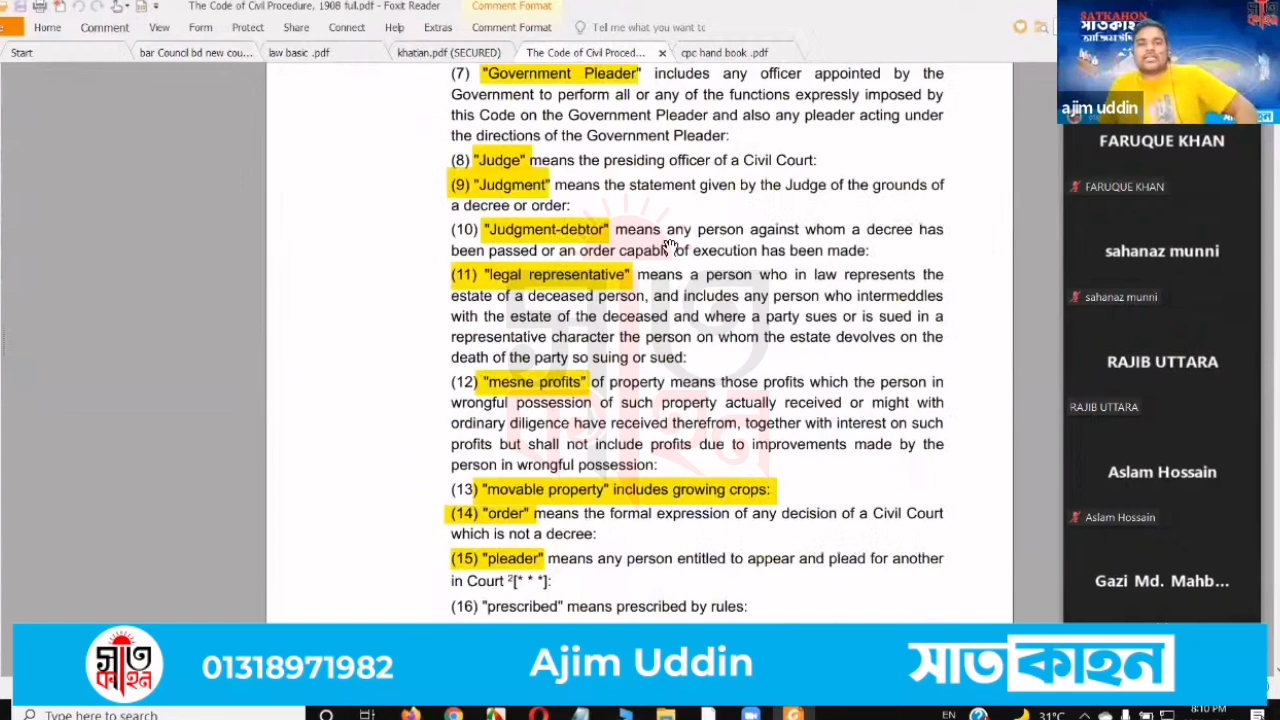 The Code of Civil Procedure, 1908 full.pdf - Foxit Reader
Comment Format
Home Comment View Form Protect Share Connect Help Extras Comment Format Tell me what you want to
Start bar Council bd new cou... law basic .pdf khatan.pdf (SECURED) The Code of Civil Proced... cpc hand book .pdf
(7) "Government Pleader" includes any officer appointed by the
Government to perform all or any of the functions expressly imposed by
this Code on the Government Pleader and also any pleader acting under
the directions of the Government Pleader:
(8) "Judge" means the presiding officer of a Civil Court:
(9) "Judgment" means the statement given by the Judge of the grounds of
a decree or order:
(10) "Judgment-debtor" means any person against whom a decree has
been passed or an order capable of execution has been made:
(11) "legal representative" means a person who in law represents the
estate of a deceased person, and includes any person who intermeddles
with the estate of the deceased and where a party sues or is sued in a
representative character the person on whom the estate devolves on the
death of the party so suing or sued:
(12) "mesne profits" of property means those profits which the person in
wrongful possession of such property actually received or might with
ordinary diligence have received therefrom, together with interest on such
profits but shall not include profits due to improvements made by the
person in wrongful possession:
(13) "movable property" includes growing crops:
(14) "order" means the formal expression of any decision of a Civil Court
which is not a decree:
(15) "pleader" means any person entitled to appear and plead for another
in Court ²[* * *]:
(16) "prescribed" means prescribed by rules:
SATKAHON
সাতকাহন
ajim uddin
FARUQUE KHAN
FARUQUE KHAN
sahanaz munni
sahanaz munni
RAJIB UTTARA
RAJIB UTTARA
Aslam Hossain
Aslam Hossain
Gazi Md. Mahb...
সাত কাহন
01318971982
Ajim Uddin
সাতকাহন
Type here to search
EN
31°C
8:10 PM